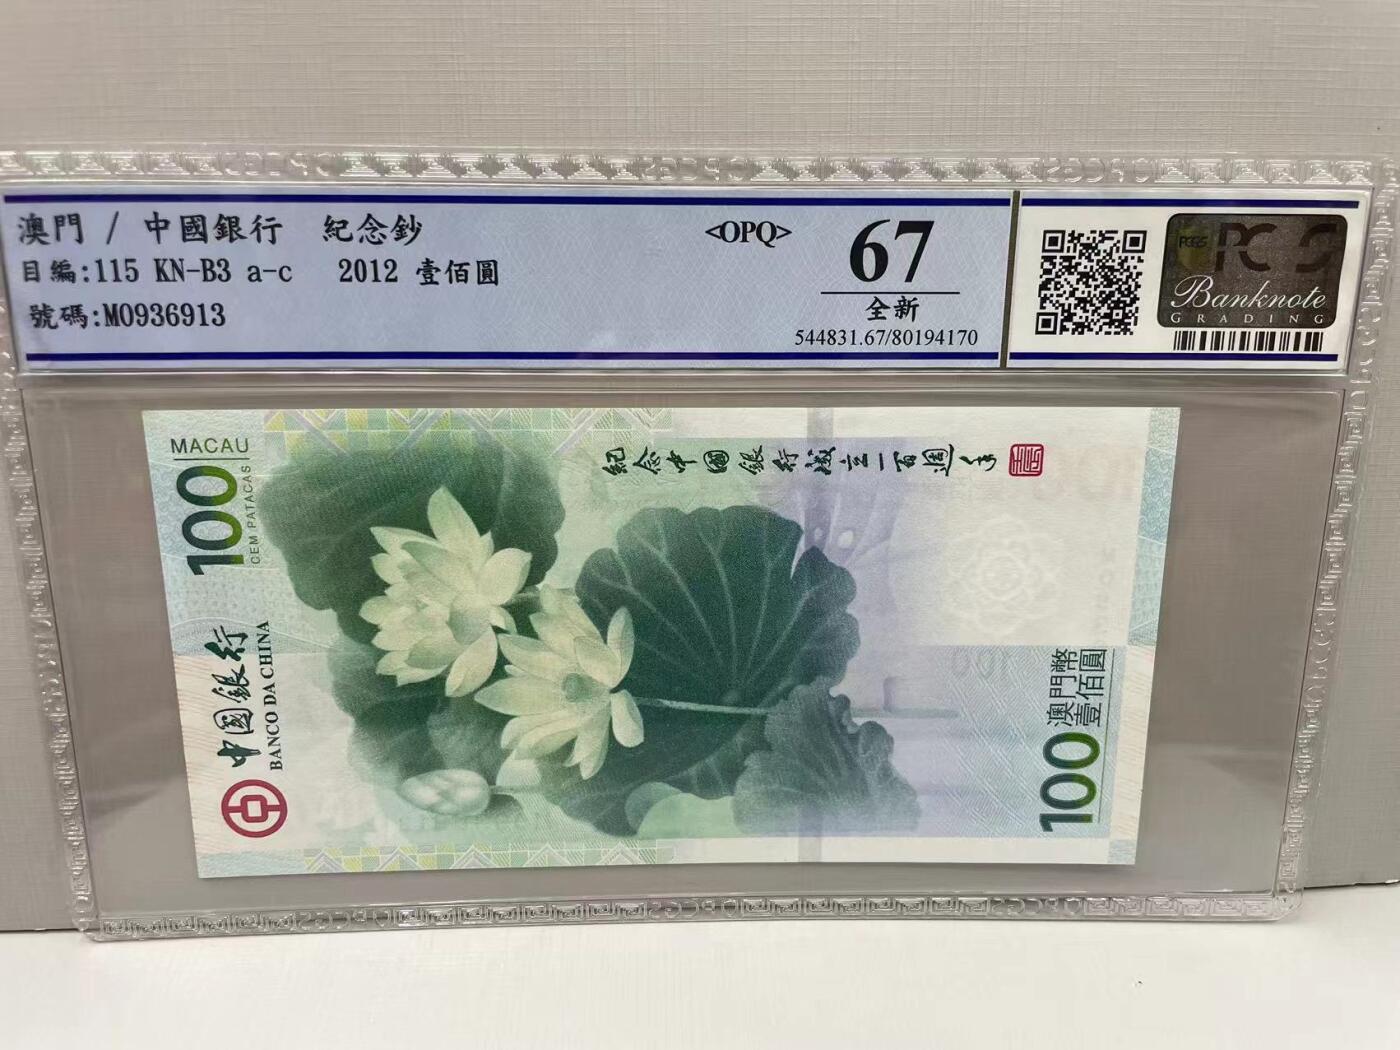 澳門 / 中國銀行 紀念鈔
目編:115 KN-B3 a-c 2012 壹佰圓
號碼:MO936913
<OPQ>
67
全新
544831.67/80194170
PCGS
Banknote
GRADING
MACAU
100
CEM PATACAS
紀念中國銀行成立一百週年
中國銀行
BANCO DA CHINA
澳門幣
壹佰圓
100